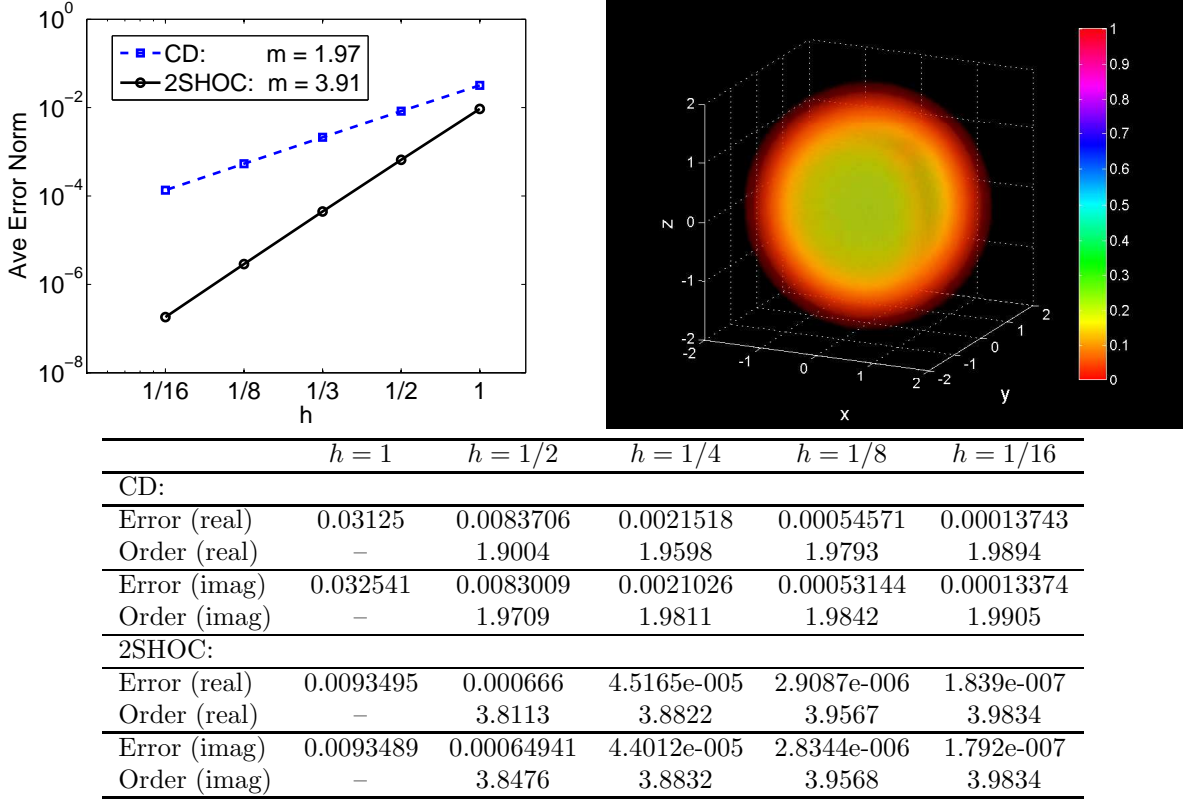 10^0
10^−2
10^−4
10^−6
10^−8
Ave Error Norm
CD: m = 1.97
2SHOC: m = 3.91
1/16 1/8 1/3 1/2 1
h
2
1
0
-1
-2
z
-2 -1 0 1 2
x
-2 -1 0 1 2
y
1
0.9
0.8
0.7
0.6
0.5
0.4
0.3
0.2
0.1
0
h = 1 h = 1/2 h = 1/4 h = 1/8 h = 1/16
CD:
Error (real) 0.03125 0.0083706 0.0021518 0.00054571 0.00013743
Order (real) – 1.9004 1.9598 1.9793 1.9894
Error (imag) 0.032541 0.0083009 0.0021026 0.00053144 0.00013374
Order (imag) – 1.9709 1.9811 1.9842 1.9905
2SHOC:
Error (real) 0.0093495 0.000666 4.5165e-005 2.9087e-006 1.839e-007
Order (real) – 3.8113 3.8822 3.9567 3.9834
Error (imag) 0.0093489 0.00064941 4.4012e-005 2.8344e-006 1.792e-007
Order (imag) – 3.8476 3.8832 3.9568 3.9834